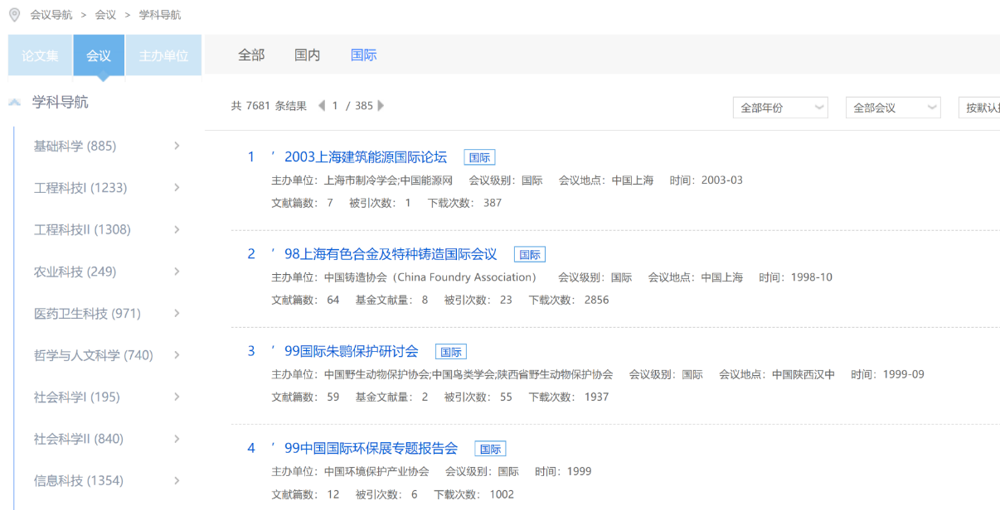 会议导航 > 会议 > 学科导航
论文集 会议 主办单位 全部 国内 国际
学科导航
共 7681 条结果 1 / 385 全部年份 全部会议 按默认
基础科学 (885)
工程科技I (1233)
工程科技II (1308)
农业科技 (249)
医药卫生科技 (971)
哲学与人文科学 (740)
社会科学I (195)
社会科学II (840)
信息科技 (1354)
1 ′ 2003上海建筑能源国际论坛 国际
主办单位：上海市制冷学会;中国能源网 会议级别：国际 会议地点：中国上海 时间：2003-03
文献篇数： 7 被引次数： 1 下载次数： 387
2 ′ 98上海有色合金及特种铸造国际会议 国际
主办单位：中国铸造协会（China Foundry Association） 会议级别：国际 会议地点：中国上海 时间：1998-10
文献篇数： 64 基金文献量： 8 被引次数： 23 下载次数： 2856
3 ′ 99国际朱鹮保护研讨会 国际
主办单位：中国野生动物保护协会;中国鸟类学会;陕西省野生动物保护协会 会议级别：国际 会议地点：中国陕西汉中 时间：1999-09
文献篇数： 59 基金文献量： 2 被引次数： 55 下载次数： 1937
4 ′ 99中国国际环保展专题报告会 国际
主办单位：中国环境保护产业协会 会议级别：国际 时间：1999
文献篇数： 12 被引次数： 6 下载次数： 1002